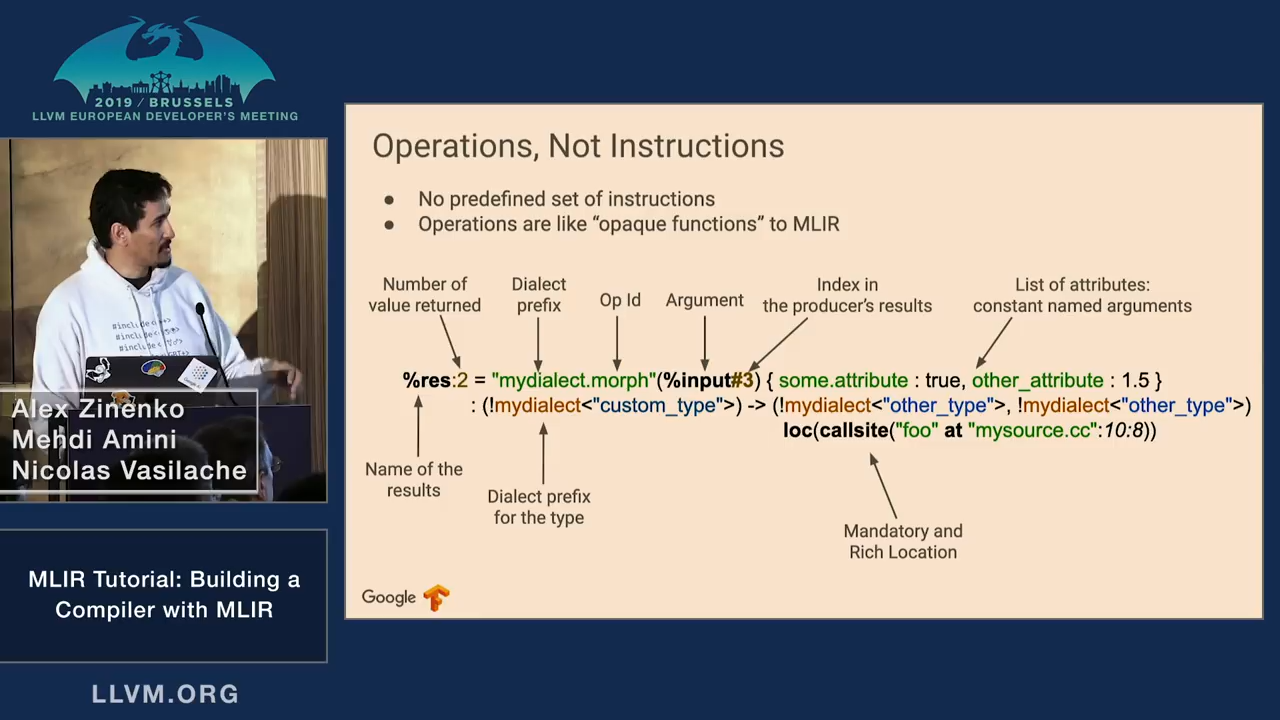 2019 / BRUSSELS
LLVM EUROPEAN DEVELOPER'S MEETING
#include<
#include<
#include<
Alex Zinenko
Mehdi Amini
Nicolas Vasilache
MLIR Tutorial: Building a
Compiler with MLIR
LLVM.ORG
Operations, Not Instructions
● No predefined set of instructions
● Operations are like “opaque functions” to MLIR
Number of
value returned
Dialect
prefix
Op Id
Argument
Index in
the producer's results
List of attributes:
constant named arguments
%res:2 = "mydialect.morph"(%input#3) { some.attribute : true, other_attribute : 1.5 }
: (!mydialect<"custom_type">) -> (!mydialect<"other_type">, !mydialect<"other_type">)
loc(callsite("foo" at "mysource.cc":10:8))
Name of the
results
Dialect prefix
for the type
Mandatory and
Rich Location
Google